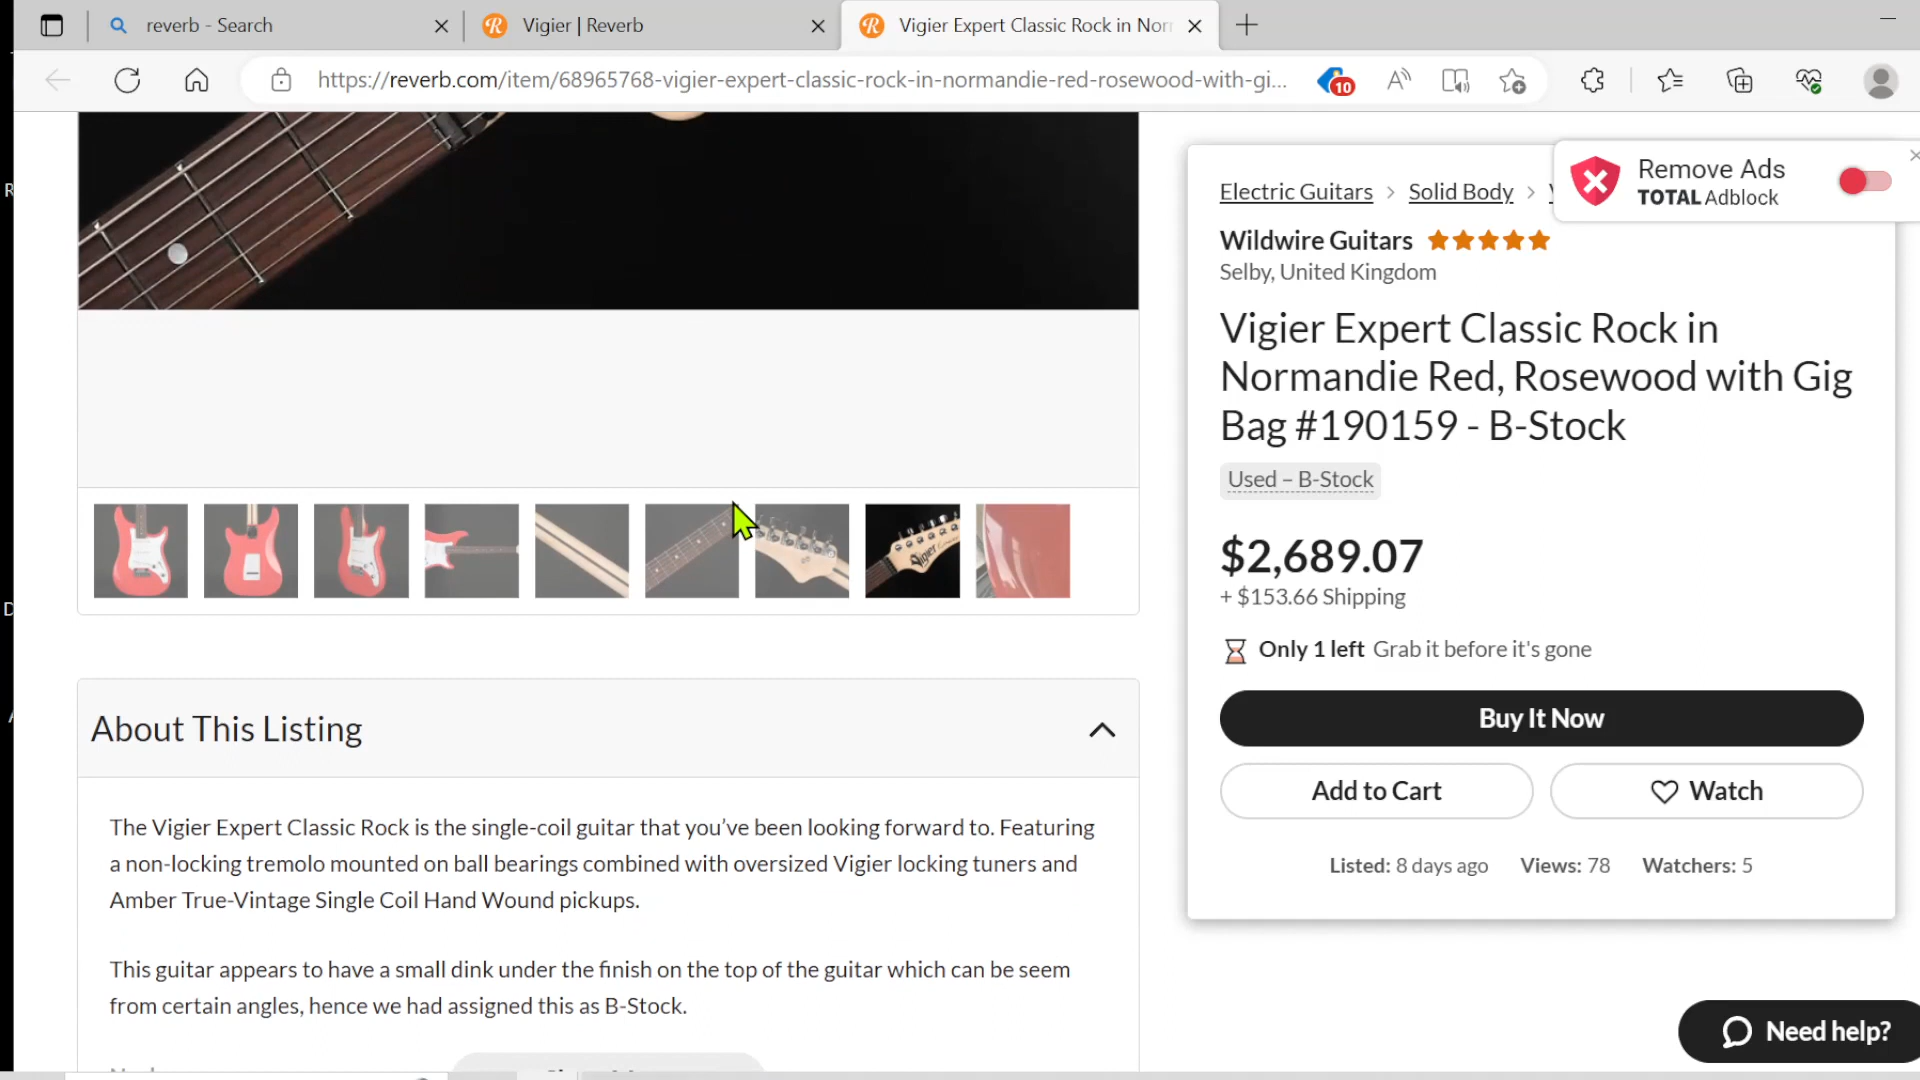 reverb - Search
Vigier | Reverb
Vigier Expert Classic Rock in Nor
https://reverb.com/item/68965768-vigier-expert-classic-rock-in-normandie-red-rosewood-with-gi...
10
Remove Ads
TOTAL Adblock
Electric Guitars > Solid Body >
Wildwire Guitars
Selby, United Kingdom
Vigier Expert Classic Rock in
Normandie Red, Rosewood with Gig
Bag #190159 - B-Stock
Used – B-Stock
$2,689.07
+ $153.66 Shipping
Only 1 left Grab it before it's gone
Buy It Now
Add to Cart
Watch
Listed: 8 days ago Views: 78 Watchers: 5
Vigier
About This Listing
The Vigier Expert Classic Rock is the single-coil guitar that you’ve been looking forward to. Featuring
a non-locking tremolo mounted on ball bearings combined with oversized Vigier locking tuners and
Amber True-Vintage Single Coil Hand Wound pickups.
This guitar appears to have a small dink under the finish on the top of the guitar which can be seem
from certain angles, hence we had assigned this as B-Stock.
Need help?